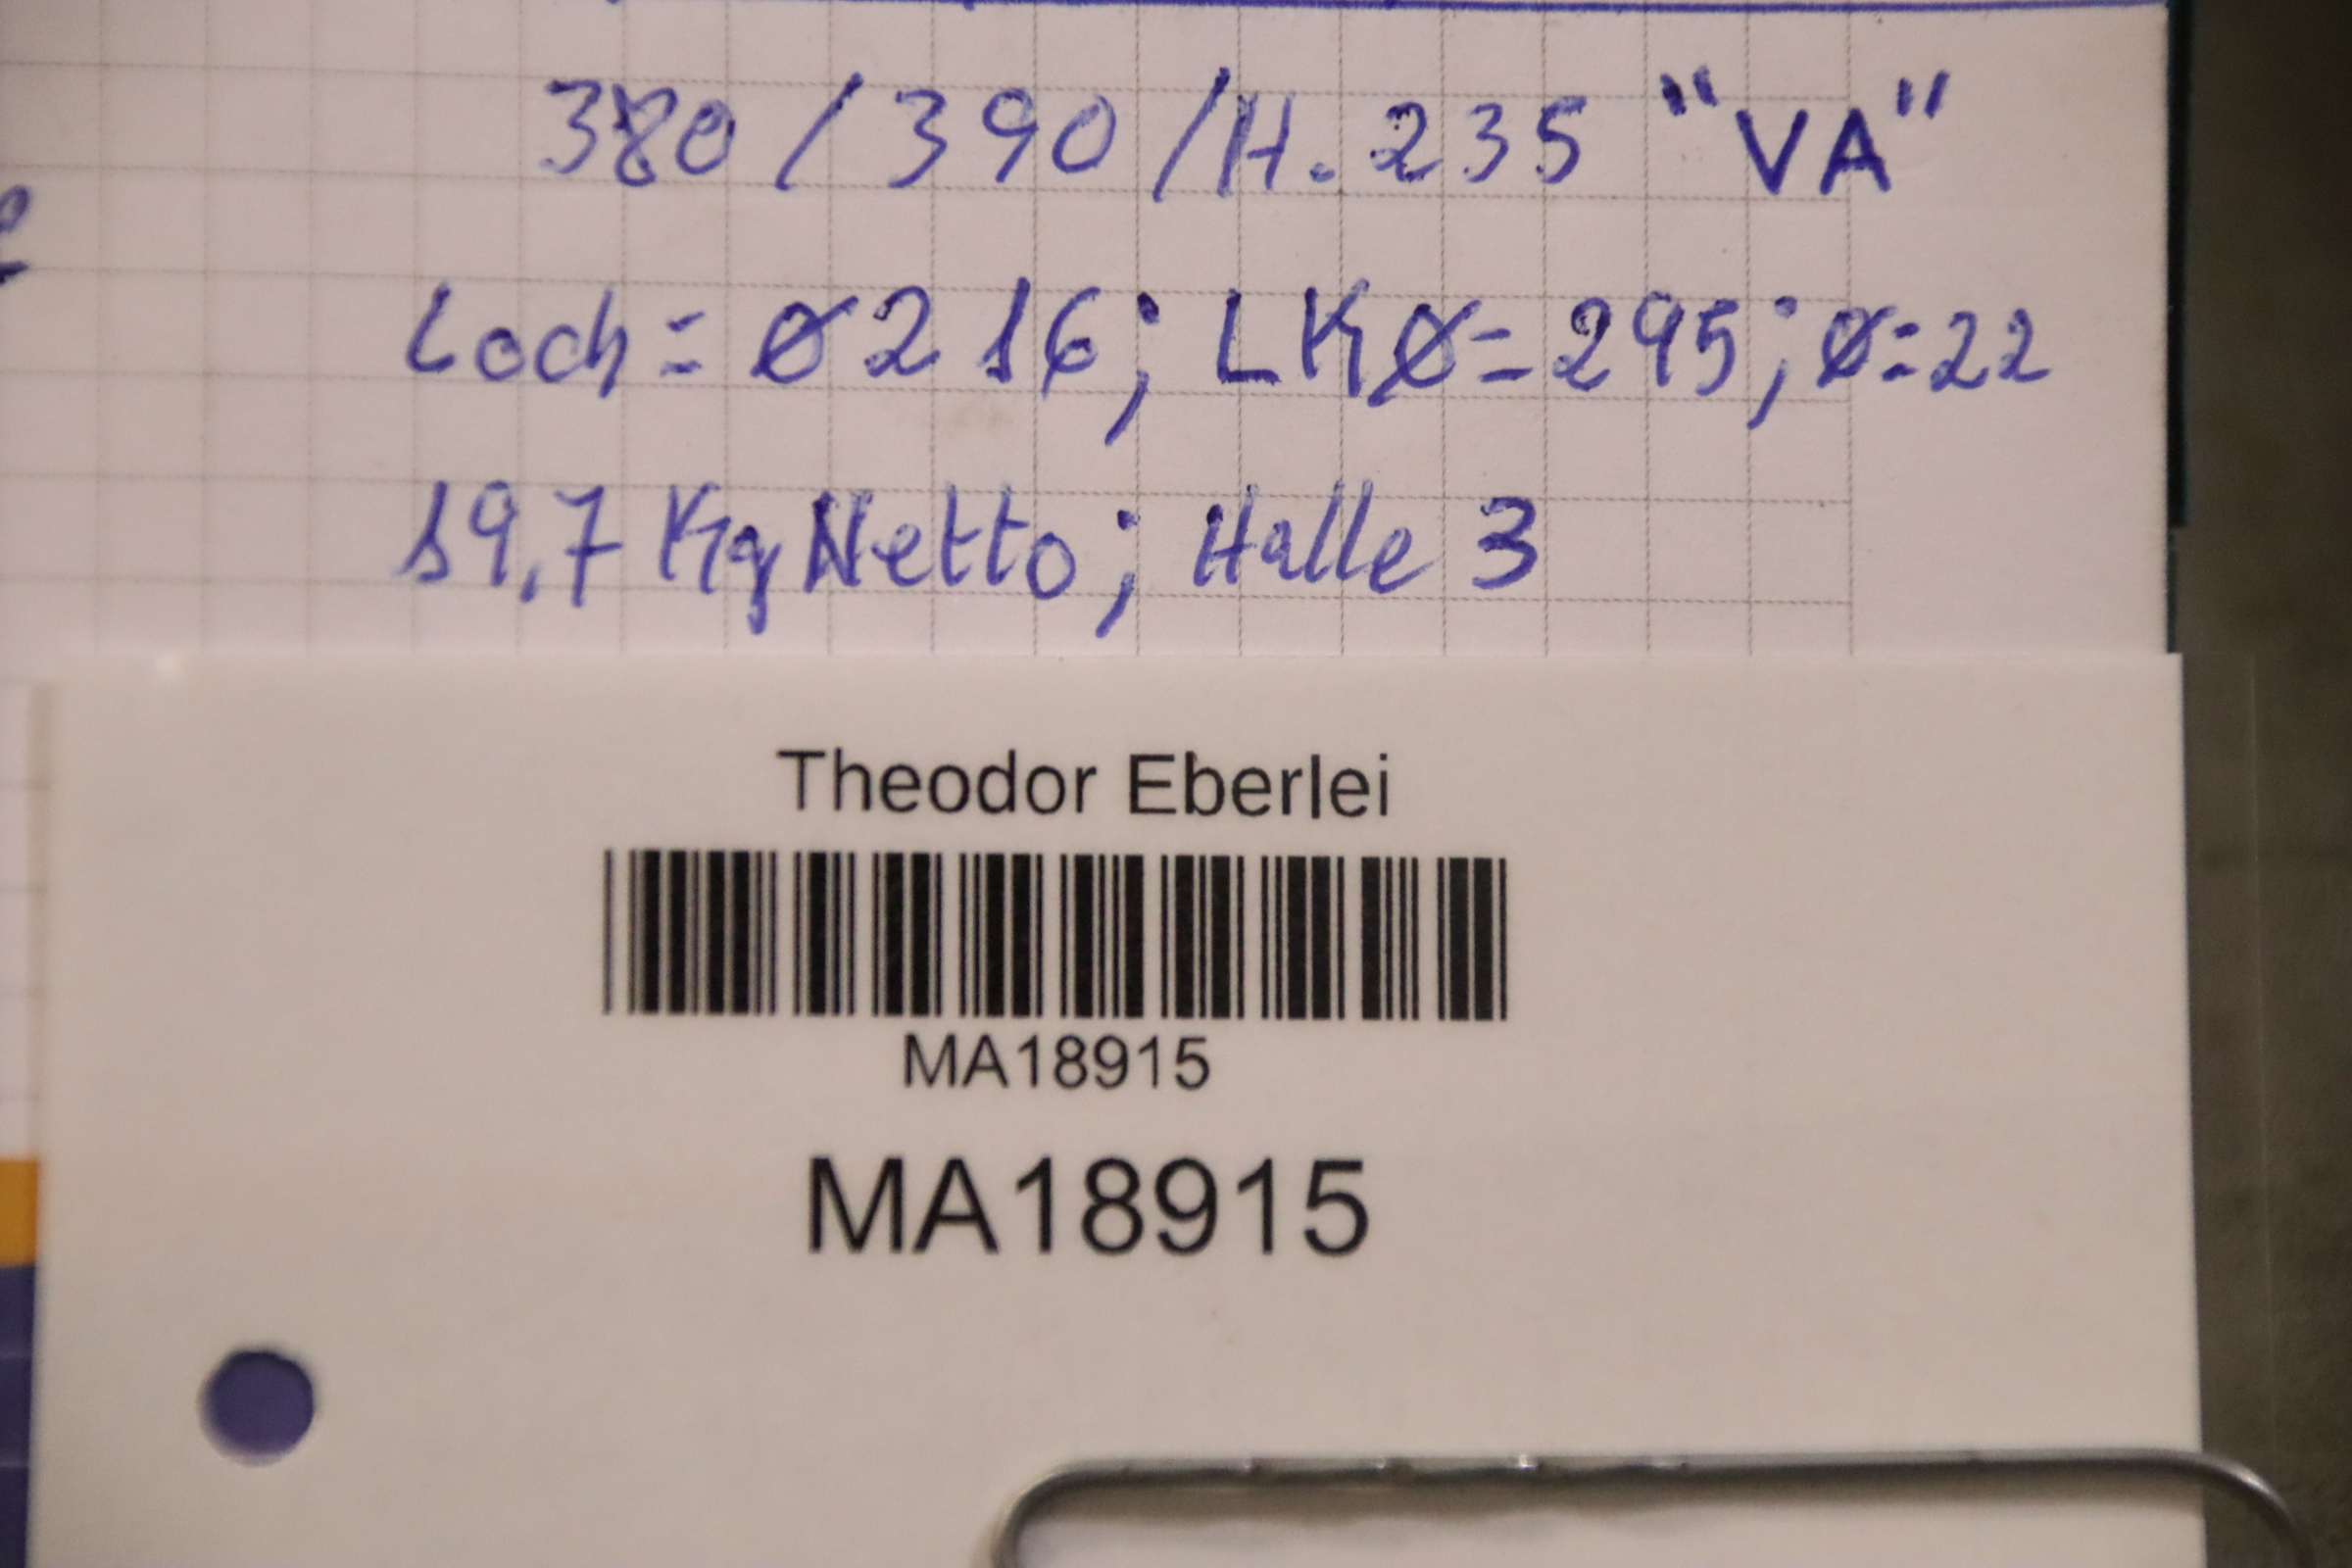 380 / 390 / H. 235 "VA"
Loch = Ø 216; LKØ = 295; Ø = 22
19,7 Kg Netto; Halle 3
Theodor Eberlei
MA18915
MA18915